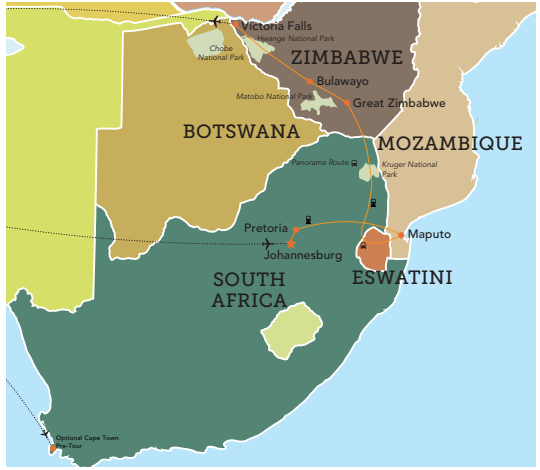 Victoria Falls
Hwange National Park
Chobe
National Park
ZIMBABWE
Bulawayo
Matobo National Park
Great Zimbabwe
BOTSWANA
MOZAMBIQUE
Panorama Route
Kruger National
Park
Pretoria
Maputo
Johannesburg
ESWATINI
SOUTH
AFRICA
Optional Cape Town
Pre-Tour